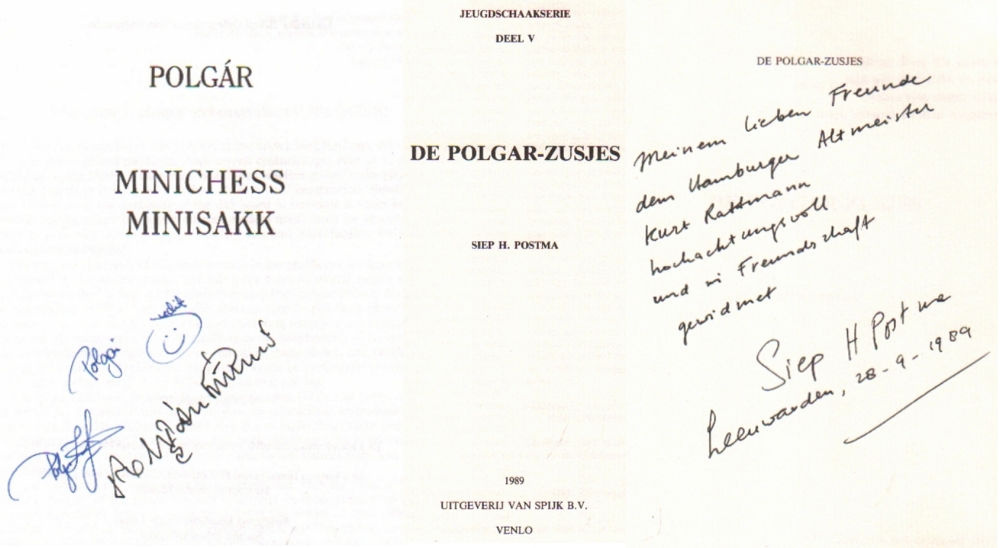 POLGÁR
MINICHESS
MINISAKK
Judit
Polgár
JEUGDSCHAAKSERIE
DEEL V
DE POLGAR-ZUSJES
SIEP H. POSTMA
1989
UITGEVERIJ VAN SPIJK B.V.
VENLO
DE POLGAR-ZUSJES
Meinem lieben Freunde
dem Hamburger Altmeister
Kurt Rattmann
hochachtungsvoll
und in Freundschaft
gewidmet
Siep H Postma
Leeuwarden, 28-9-1989